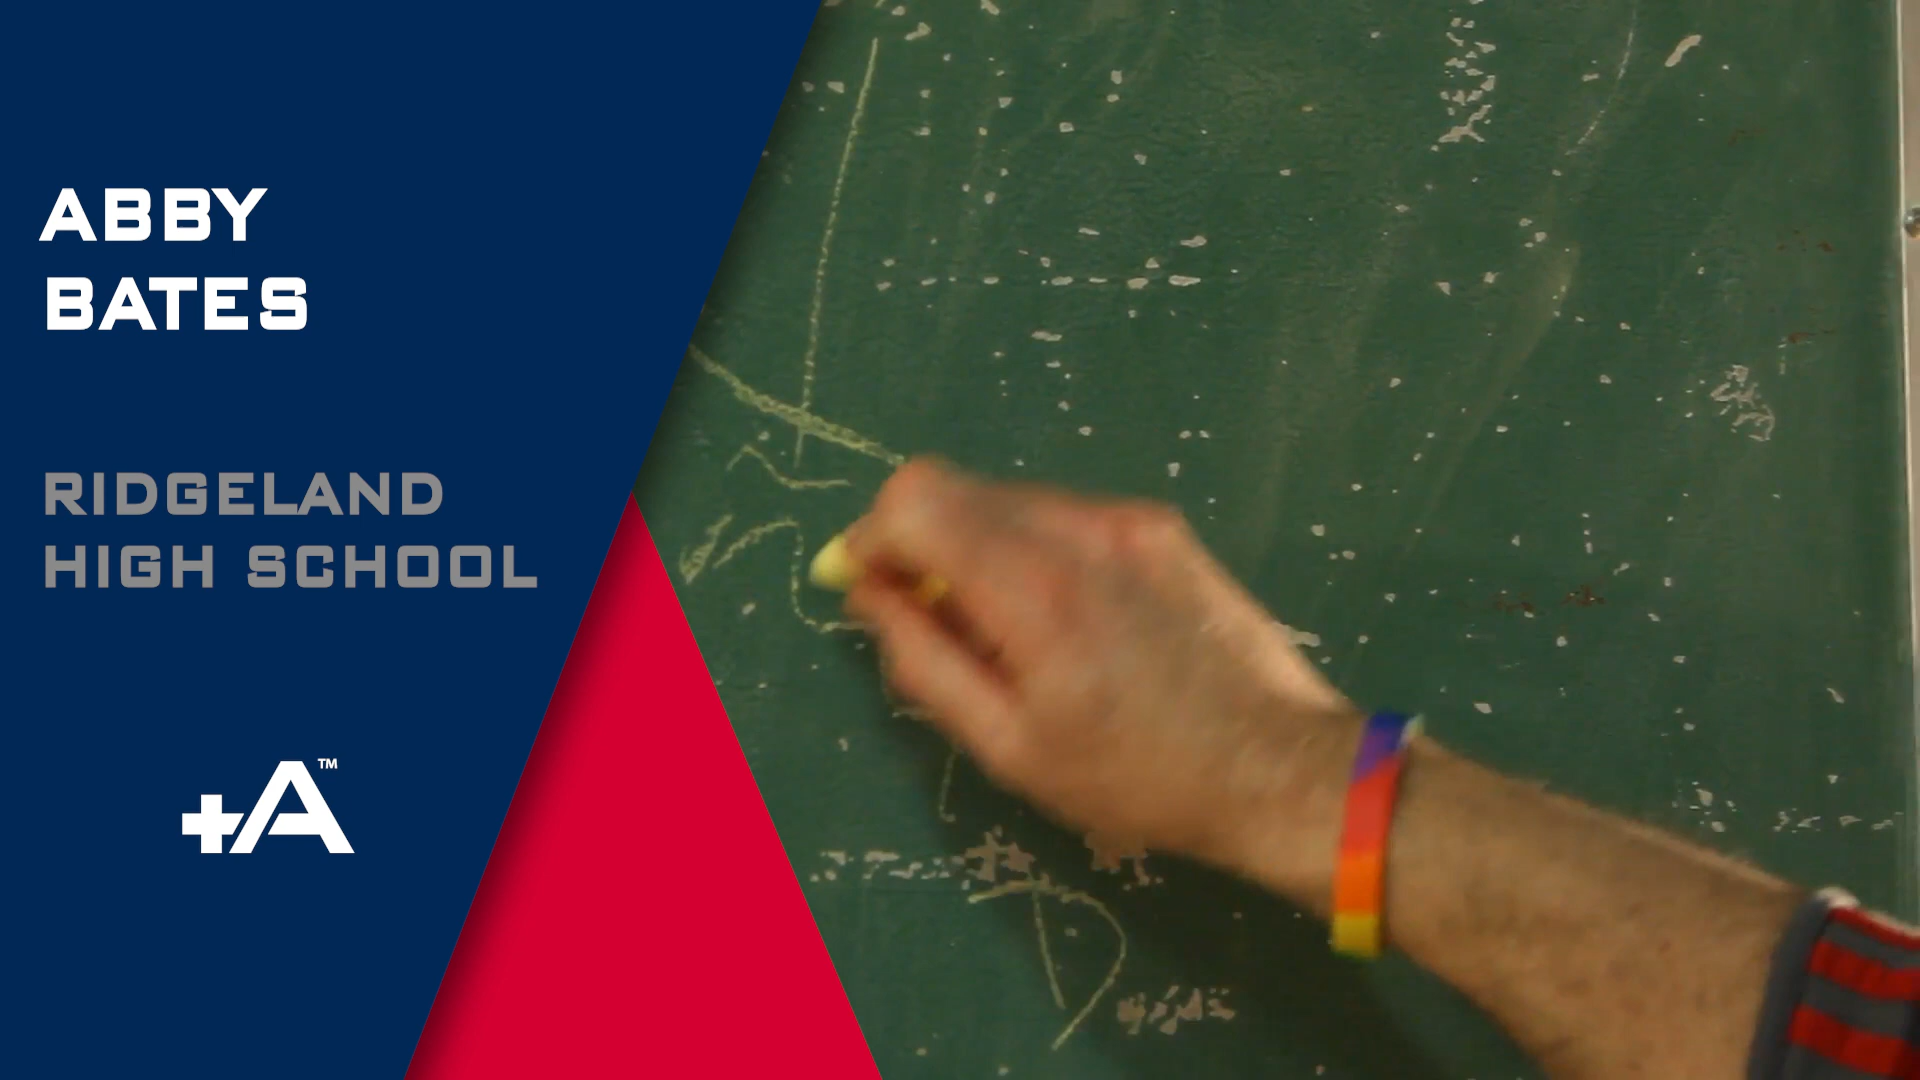 ABBY
BATES
RIDGELAND
HIGH SCHOOL
+A™